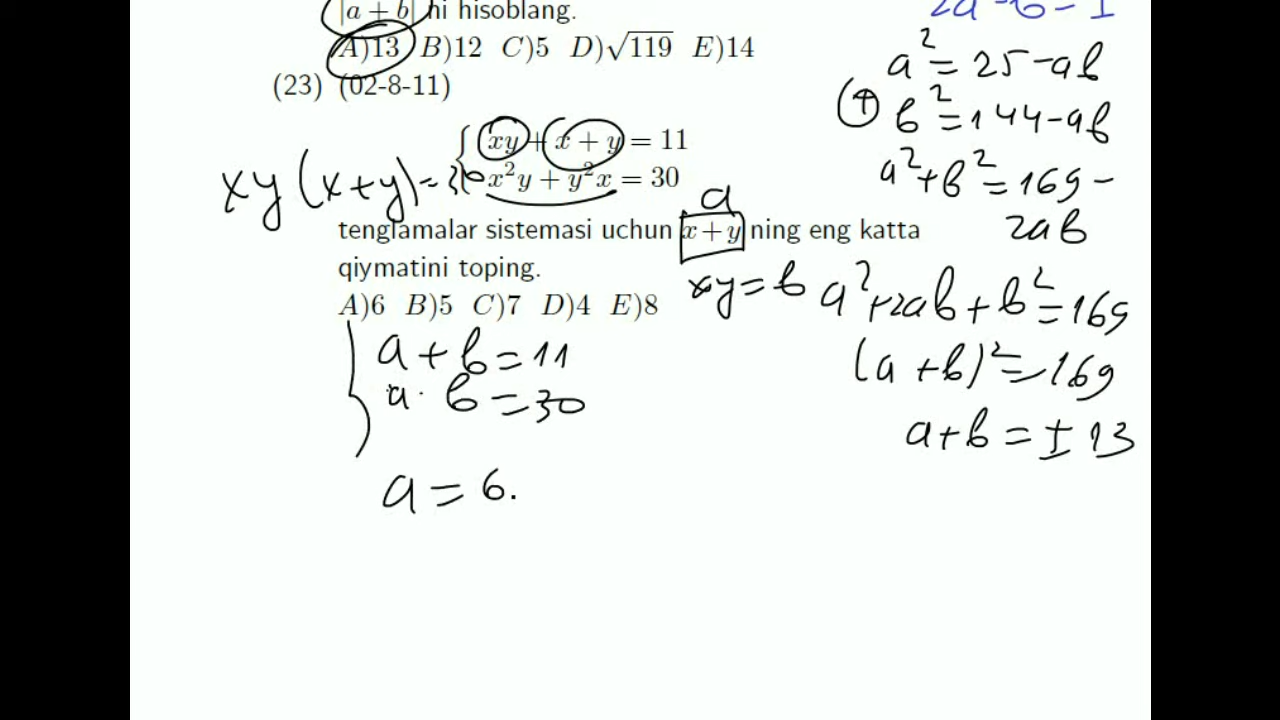 |a + b| ni hisoblang.
A)13 B)12 C)5 D)√119 E)14
(23) (02-8-11)
{ xy + x + y = 11
x²y + y²x = 30
xy(x+y)=30
a
tenglamalar sistemasi uchun x + y ning eng katta
qiymatini toping.
xy=b
A)6 B)5 C)7 D)4 E)8
{ a+b=11
a·b=30
a=6.
a²=25-ab
(+) b²=144-ab
a²+b²=169-
2ab
a²+2ab+b²=169
(a+b)²=169
a+b=±13